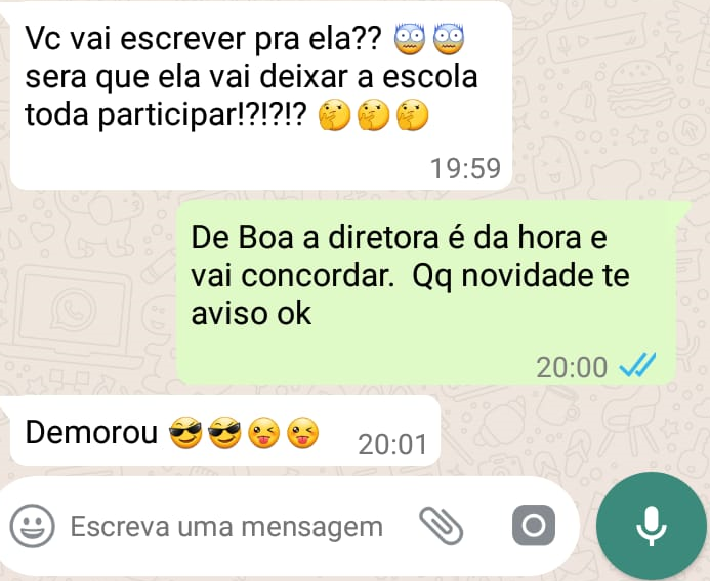 Vc vai escrever pra ela?? 😨😨
sera que ela vai deixar a escola
toda participar!?!?!? 🤔🤔🤔
19:59
De Boa a diretora é da hora e
vai concordar.  Qq novidade te
aviso ok
20:00
Demorou 😎😎😜😜 20:01
Escreva uma mensagem